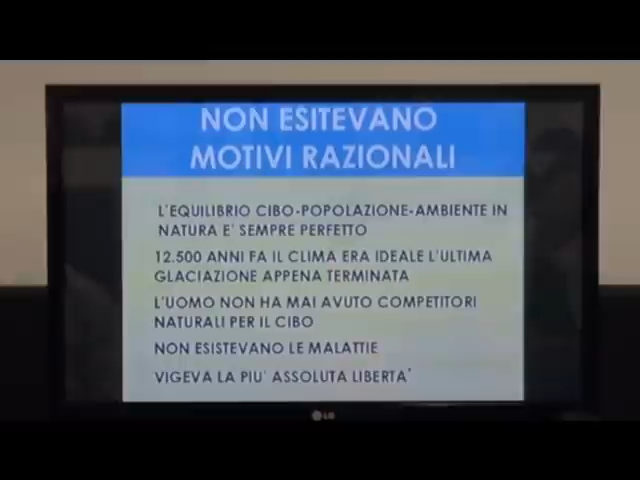 NON ESITEVANO
MOTIVI RAZIONALI
L'EQUILIBRIO CIBO-POPOLAZIONE-AMBIENTE IN
NATURA E' SEMPRE PERFETTO
12.500 ANNI FA IL CLIMA ERA IDEALE L'ULTIMA
GLACIAZIONE APPENA TERMINATA
L'UOMO NON HA MAI AVUTO COMPETITORI
NATURALI PER IL CIBO
NON ESISTEVANO LE MALATTIE
VIGEVA LA PIU' ASSOLUTA LIBERTA'
LG